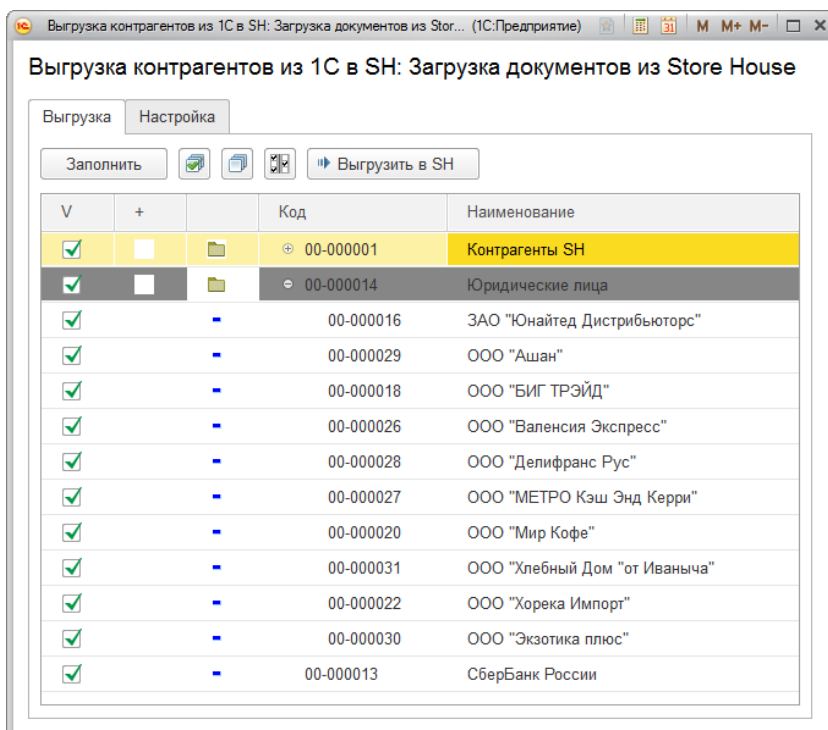 Выгрузка контрагентов из 1С в SH: Загрузка документов из Stor... (1С:Предприятие) 31 M M+ M-
Выгрузка контрагентов из 1С в SH: Загрузка документов из Store House
Выгрузка Настройка
Заполнить Выгрузить в SH
V + Код Наименование
00-000001 Контрагенты SH
00-000014 Юридические лица
00-000016 ЗАО "Юнайтед Дистрибьюторс"
00-000029 ООО "Ашан"
00-000018 ООО "БИГ ТРЭЙД"
00-000026 ООО "Валенсия Экспресс"
00-000028 ООО "Делифранс Рус"
00-000027 ООО "МЕТРО Кэш Энд Керри"
00-000020 ООО "Мир Кофе"
00-000031 ООО "Хлебный Дом "от Иваныча"
00-000022 ООО "Хорека Импорт"
00-000030 ООО "Экзотика плюс"
00-000013 СберБанк России